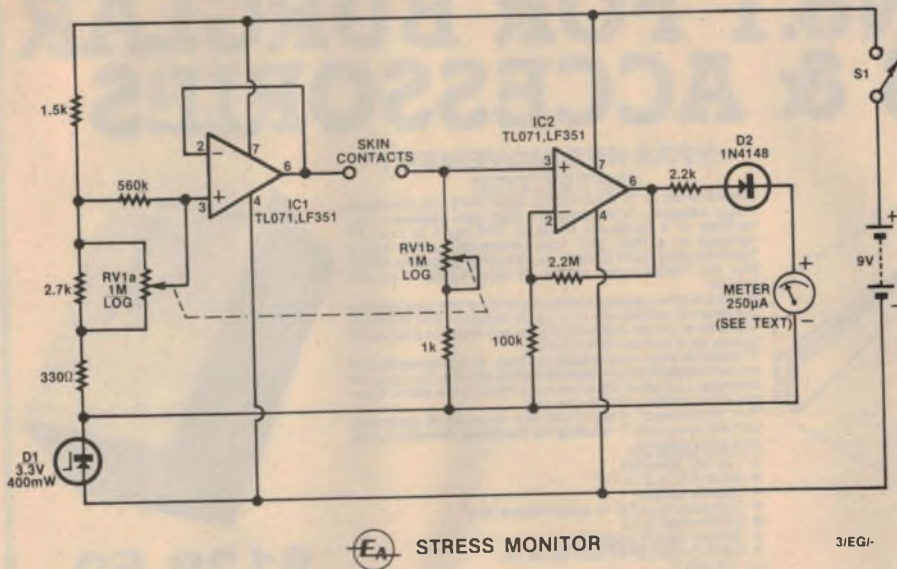 1.5k
560k
2
3
7
6
4
IC1
TL071,LF351
SKIN
CONTACTS
IC2
TL071,LF351
3
2
7
6
4
2.2k
D2
1N4148
S1
RV1a
1M
LOG
2.7k
330Ω
RV1b
1M
LOG
1k
2.2M
100k
METER
250µA
(SEE TEXT)
9V
D1
3.3V
400mW
EA STRESS MONITOR
3/EG/-